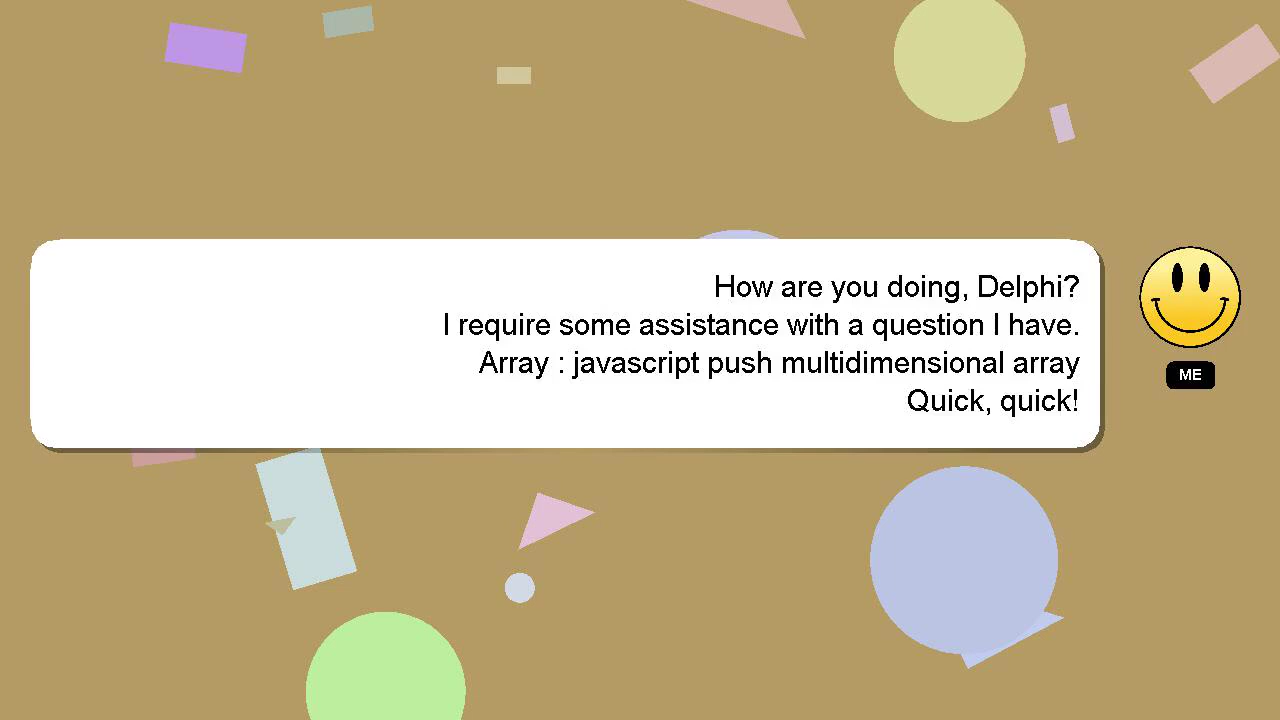 How are you doing, Delphi?
I require some assistance with a question I have.
Array : javascript push multidimensional array
Quick, quick!
ME